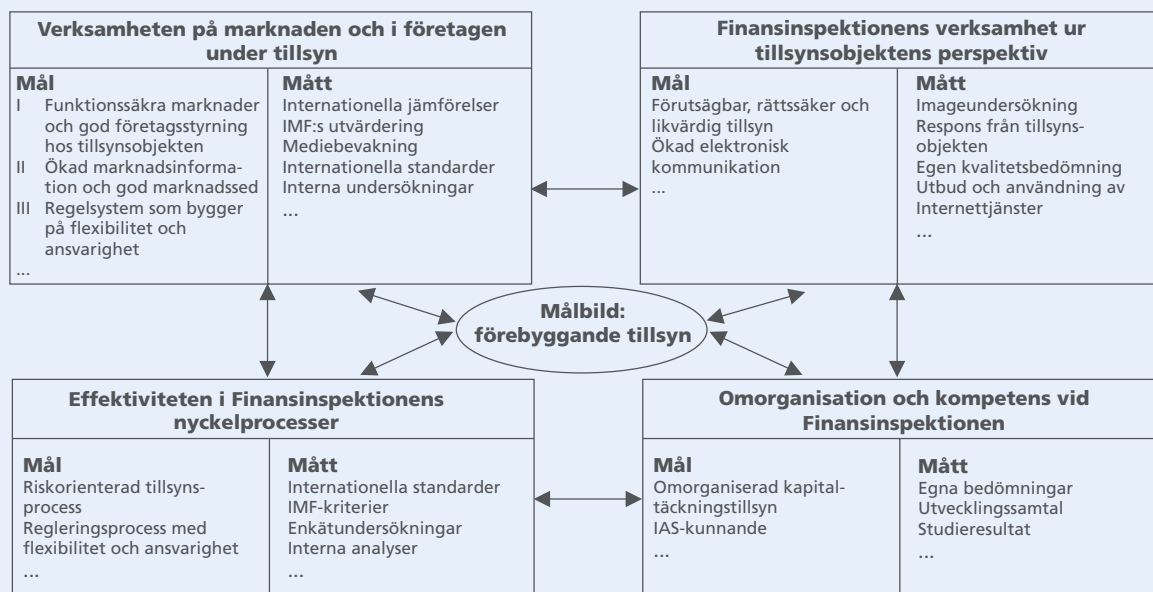 Verksamheten på marknaden och i företagen
under tillsyn
Mål
I Funktionssäkra marknader
och god företagsstyrning
hos tillsynsobjekten
II Ökad marknadsinforma-
tion och god marknadssed
III Regelsystem som bygger
på flexibilitet och
ansvarighet
...
Mått
Internationella jämförelser
IMF:s utvärdering
Mediebevakning
Internationella standarder
Interna undersökningar
...
Finansinspektionens verksamhet ur
tillsynsobjektens perspektiv
Mål
Förutsägbar, rättssäker och
likvärdig tillsyn
Ökad elektronisk
kommunikation
...
Mått
Imageundersökning
Respons från tillsyns-
objekten
Egen kvalitetsbedömning
Utbud och användning av
Internettjänster
...
Målbild:
förebyggande tillsyn
Effektiviteten i Finansinspektionens
nyckelprocesser
Mål
Riskorienterad tillsyns-
process
Regleringsprocess med
flexibilitet och ansvarighet
...
Mått
Internationella standarder
IMF-kriterier
Enkätundersökningar
Interna analyser
...
Omorganisation och kompetens vid
Finansinspektionen
Mål
Omorganiserad kapital-
täckningstillsyn
IAS-kunnande
...
Mått
Egna bedömningar
Utvecklingssamtal
Studieresultat
...